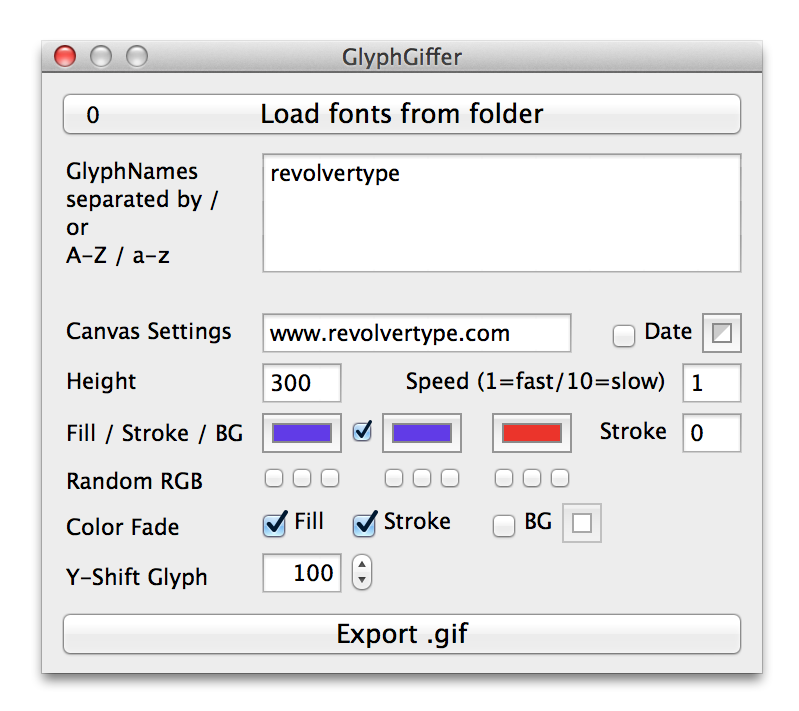 GlyphGiffer
0 Load fonts from folder
GlyphNames
separated by /
or
A-Z / a-z
revolvertype
Canvas Settings www.revolvertype.com Date
Height 300 Speed (1=fast/10=slow) 1
Fill / Stroke / BG Stroke 0
Random RGB
Color Fade Fill Stroke BG
Y-Shift Glyph 100
Export .gif